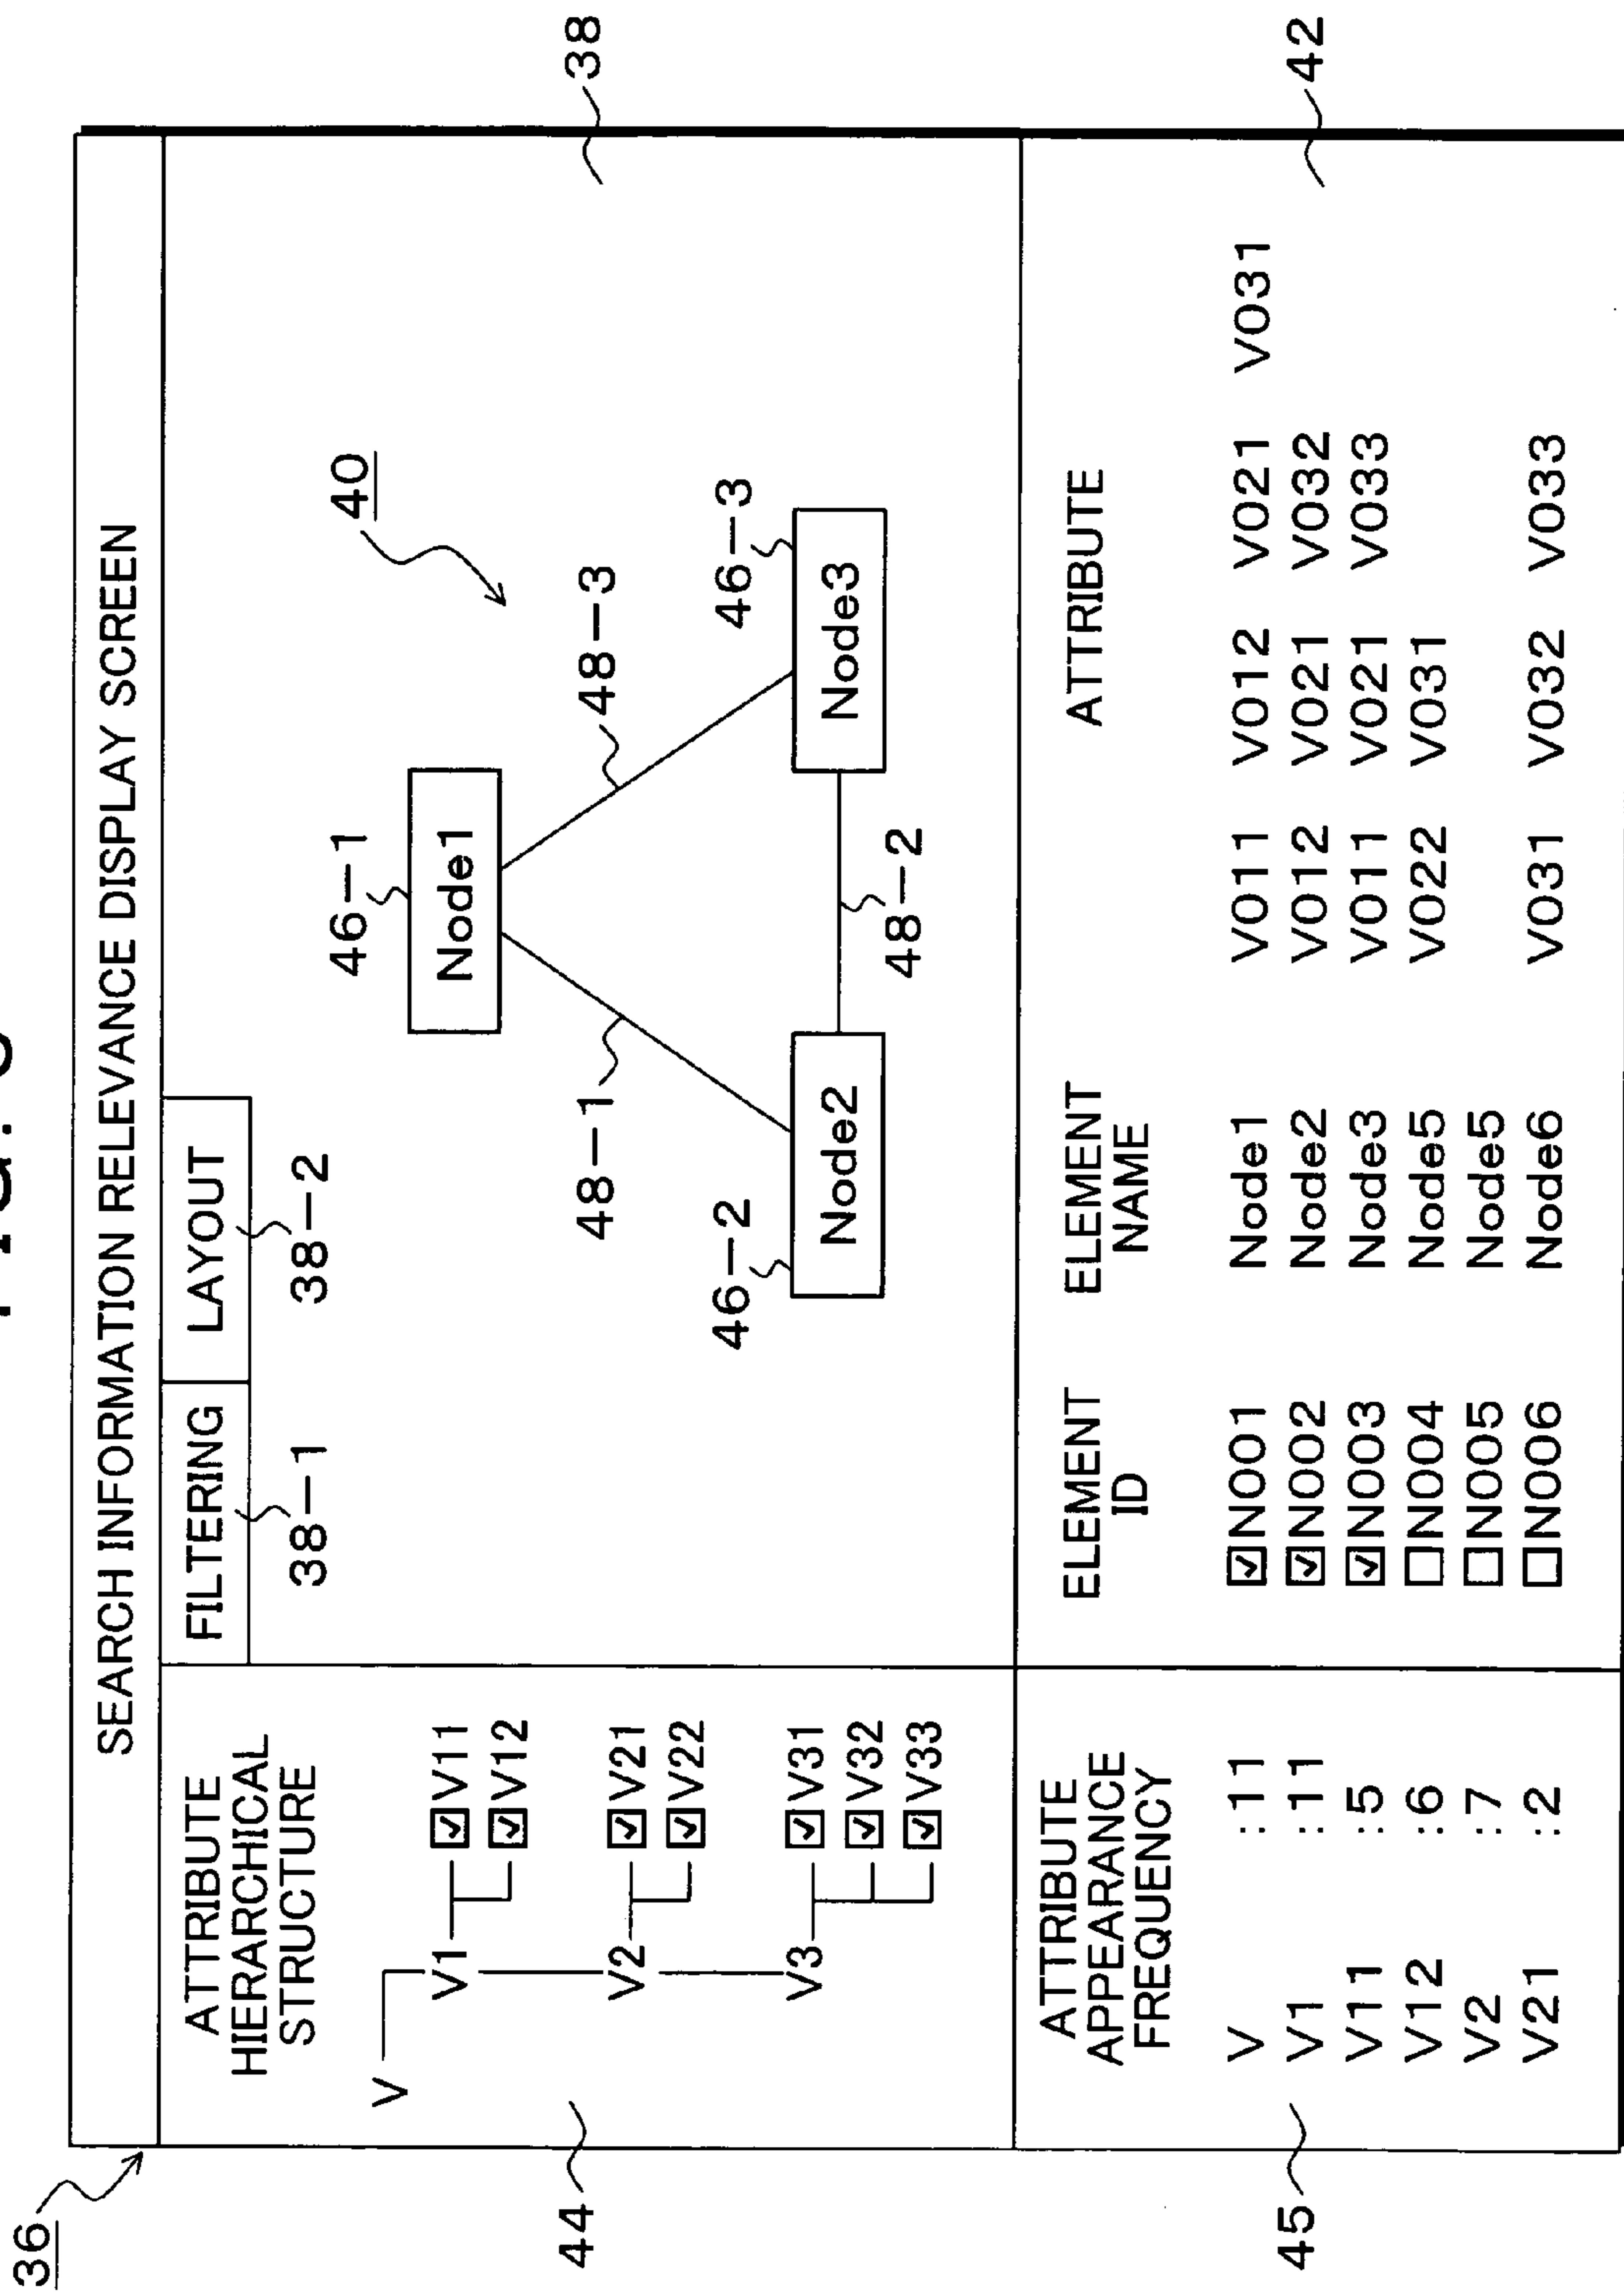 36
SEARCH INFORMATION RELEVANCE DISPLAY SCREEN
ATTRIBUTE
HIERARCHICAL
STRUCTURE
V
V1
V11
V12
V2
V21
V22
V3
V31
V32
V33
44
FILTERING
LAYOUT
38-1
38-2
40
46-1
Node1
48-1
48-3
46-2
Node2
46-3
Node3
48-2
38
ATTRIBUTE
APPEARANCE
FREQUENCY
V :11
V1 :11
V11 :5
V12 :6
V2 :7
V21 :2
45
ELEMENT ID ELEMENT NAME ATTRIBUTE
N001 Node1 V011 V012 V021 V031
N002 Node2 V012 V021 V032
N003 Node3 V011 V021 V033
N004 Node5 V022 V031
N005 Node5
N006 Node6 V031 V032 V033
42